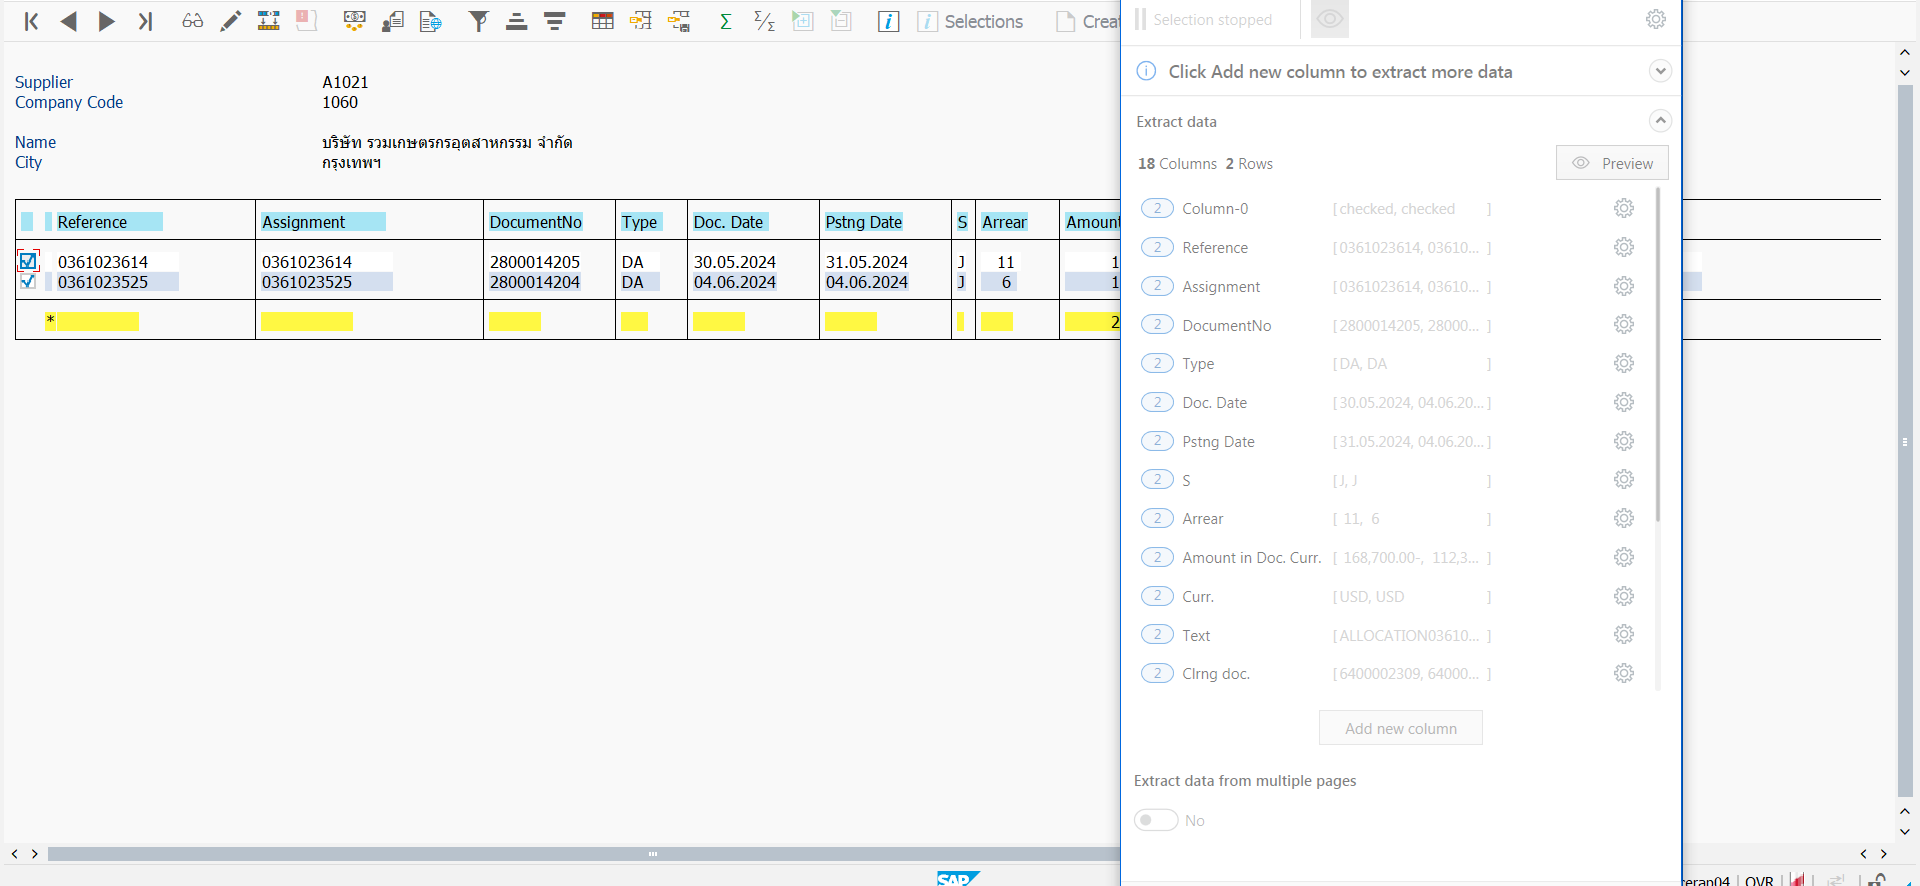 Selections
Creat
Supplier A1021
Company Code 1060
Name บริษัท รวมเกษตรกรอุตสาหกรรม จำกัด
City กรุงเทพฯ
Reference Assignment DocumentNo Type Doc. Date Pstng Date S Arrear Amount
0361023614 0361023614 2800014205 DA 30.05.2024 31.05.2024 J 11 1
0361023525 0361023525 2800014204 DA 04.06.2024 04.06.2024 J 6 1
* 2
Selection stopped
Click Add new column to extract more data
Extract data
18 Columns 2 Rows
Preview
2 Column-0 [checked, checked ]
2 Reference [0361023614, 03610... ]
2 Assignment [0361023614, 03610... ]
2 DocumentNo [2800014205, 28000... ]
2 Type [DA, DA ]
2 Doc. Date [30.05.2024, 04.06.20... ]
2 Pstng Date [31.05.2024, 04.06.20... ]
2 S [J, J ]
2 Arrear [ 11, 6 ]
2 Amount in Doc. Curr. [ 168,700.00-, 112,3... ]
2 Curr. [USD, USD ]
2 Text [ALLOCATION03610... ]
2 Clrng doc. [6400002309, 64000... ]
Add new column
Extract data from multiple pages
No
SAP
cerap04 OVR